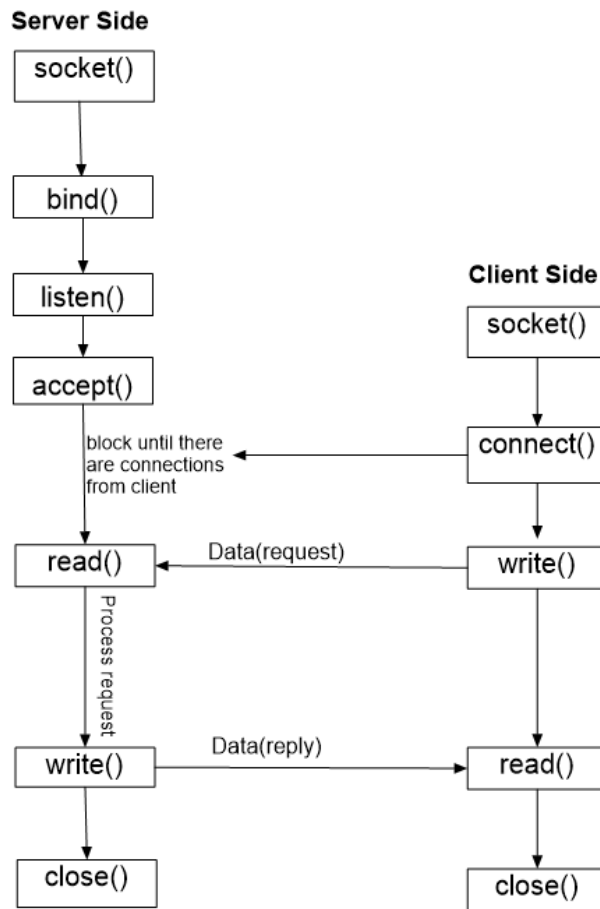 Server Side
socket()
bind()
listen()
accept()
block until there
are connections
from client
read()
Process request
write()
close()
Client Side
socket()
connect()
Data(request)
write()
Data(reply)
read()
close()